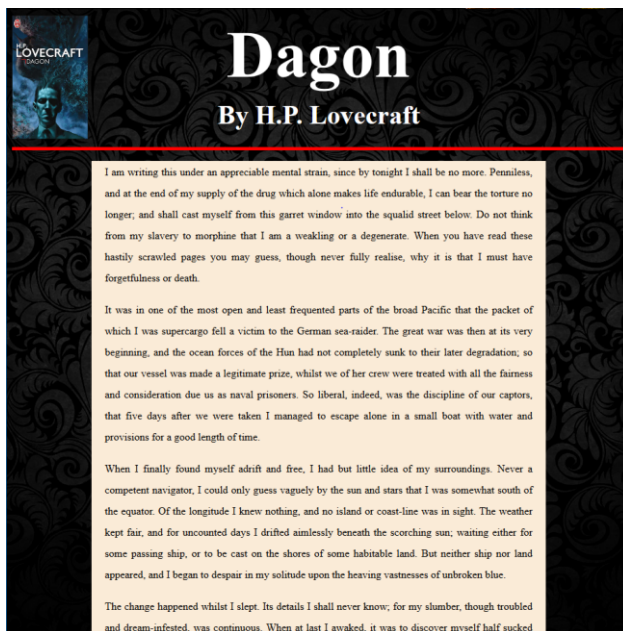 H.P.
LOVECRAFT
DAGON
Dagon
By H.P. Lovecraft
I am writing this under an appreciable mental strain, since by tonight I shall be no more. Penniless,
and at the end of my supply of the drug which alone makes life endurable, I can bear the torture no
longer; and shall cast myself from this garret window into the squalid street below. Do not think
from my slavery to morphine that I am a weakling or a degenerate. When you have read these
hastily scrawled pages you may guess, though never fully realise, why it is that I must have
forgetfulness or death.
It was in one of the most open and least frequented parts of the broad Pacific that the packet of
which I was supercargo fell a victim to the German sea-raider. The great war was then at its very
beginning, and the ocean forces of the Hun had not completely sunk to their later degradation; so
that our vessel was made a legitimate prize, whilst we of her crew were treated with all the fairness
and consideration due us as naval prisoners. So liberal, indeed, was the discipline of our captors,
that five days after we were taken I managed to escape alone in a small boat with water and
provisions for a good length of time.
When I finally found myself adrift and free, I had but little idea of my surroundings. Never a
competent navigator, I could only guess vaguely by the sun and stars that I was somewhat south of
the equator. Of the longitude I knew nothing, and no island or coast-line was in sight. The weather
kept fair, and for uncounted days I drifted aimlessly beneath the scorching sun; waiting either for
some passing ship, or to be cast on the shores of some habitable land. But neither ship nor land
appeared, and I began to despair in my solitude upon the heaving vastnesses of unbroken blue.
The change happened whilst I slept. Its details I shall never know; for my slumber, though troubled
and dream-infested, was continuous. When at last I awaked, it was to discover myself half sucked